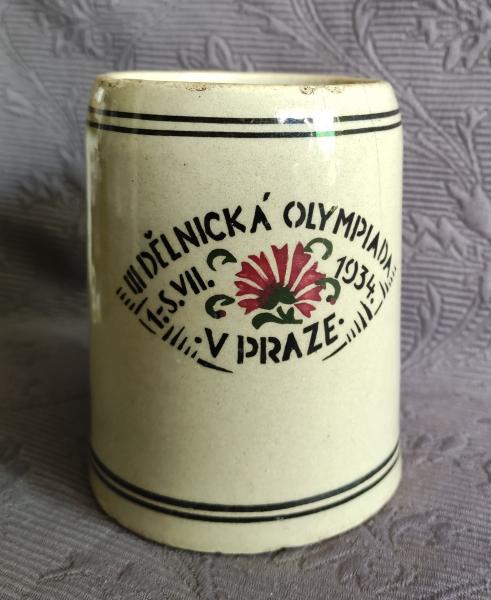 III DĚLNICKÁ OLYMPIADA
1.-5.VII. 1934.
·V PRAZE·